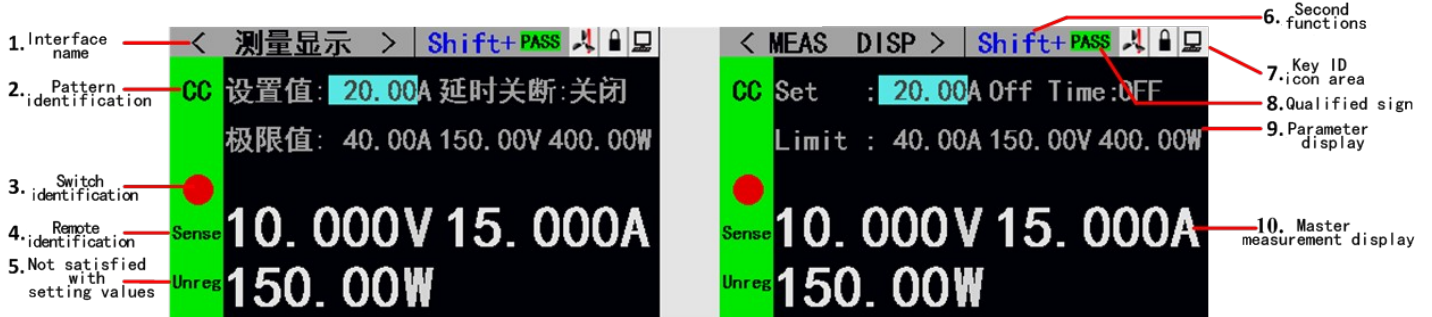 1. Interface name
2. Pattern identification
3. Switch identification
4. Remote identification
5. Not satisfied with setting values
< 测量显示 > Shift+ PASS
CC 设置值: 20.00A 延时关断:关闭
极限值: 40.00A 150.00V 400.00W
Sense 10.000V 15.000A
Unreg 150.00W
< MEAS DISP > Shift+ PASS
CC Set : 20.00A Off Time:OFF
Limit : 40.00A 150.00V 400.00W
Sense 10.000V 15.000A
Unreg 150.00W
6. Second functions
7. Key ID icon area
8. Qualified sign
9. Parameter display
10. Master measurement display